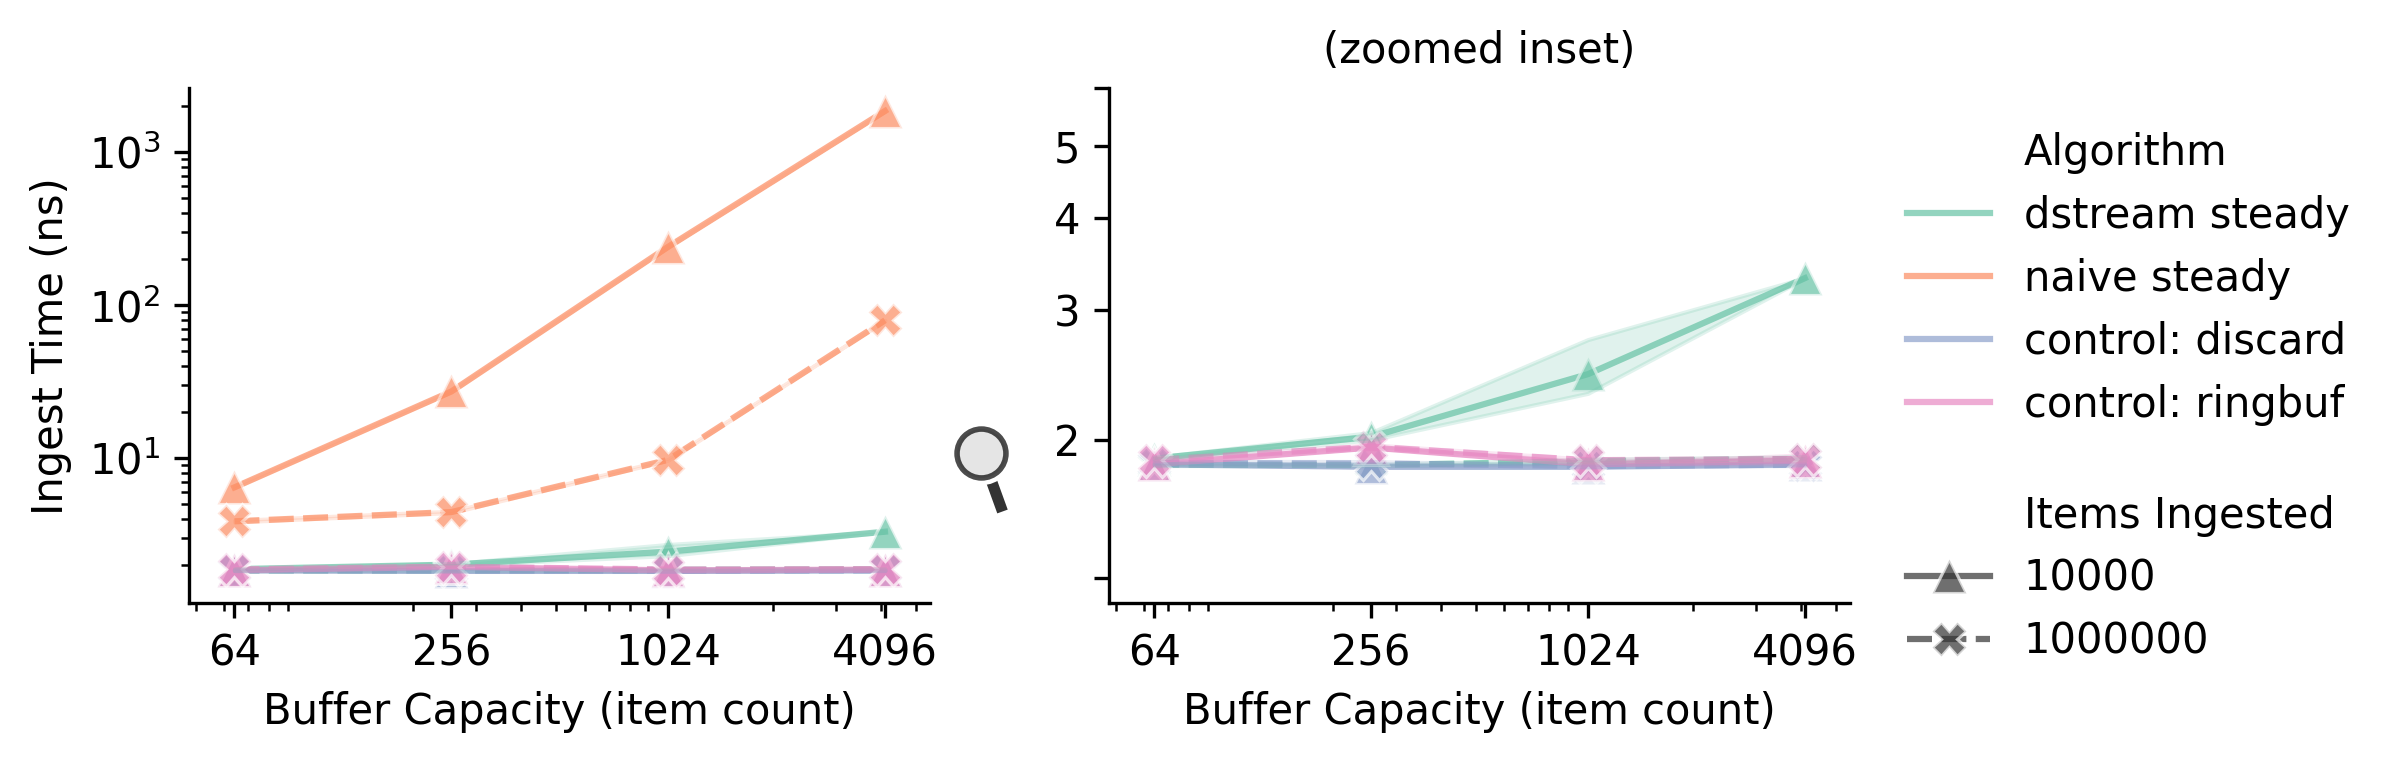 (zoomed inset)
Ingest Time (ns)
10³
10²
10¹
64 256 1024 4096
Buffer Capacity (item count)
5
4
3
2
64 256 1024 4096
Buffer Capacity (item count)
Algorithm
dstream steady
naive steady
control: discard
control: ringbuf
Items Ingested
10000
1000000